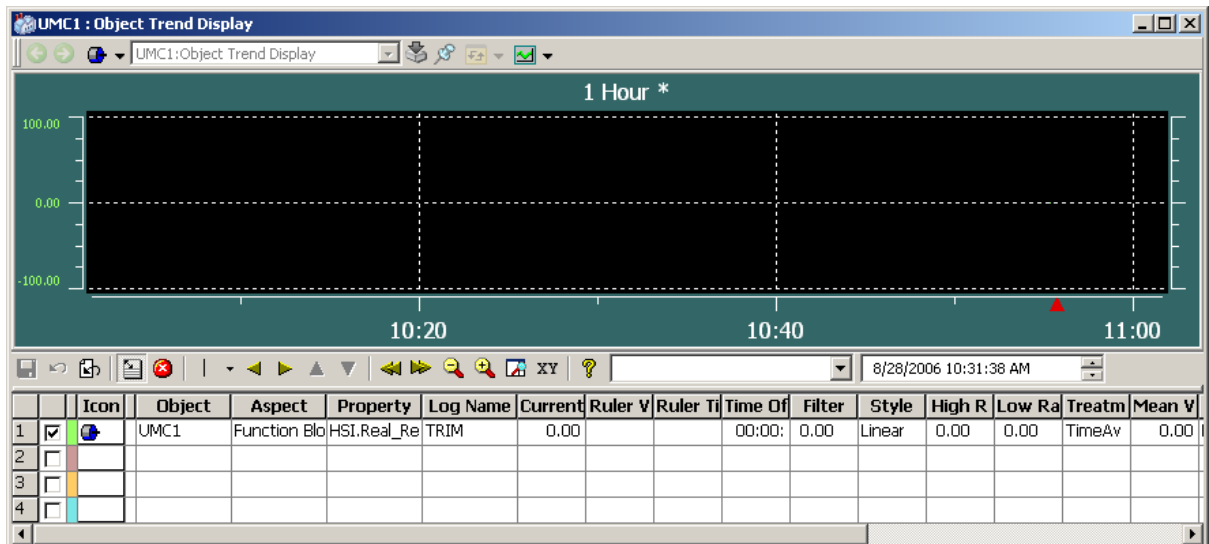 UMC1 : Object Trend Display
UMC1:Object Trend Display
1 Hour *
100.00
0.00
-100.00
10:20 10:40 11:00
XY ? 8/28/2006 10:31:38 AM
Icon Object Aspect Property Log Name Current Ruler V Ruler Ti Time Of Filter Style High R Low Ra Treatm Mean V
1 UMC1 Function Blo HSI.Real_Re TRIM 0.00 00:00: 0.00 Linear 0.00 0.00 TimeAv 0.00
2
3
4